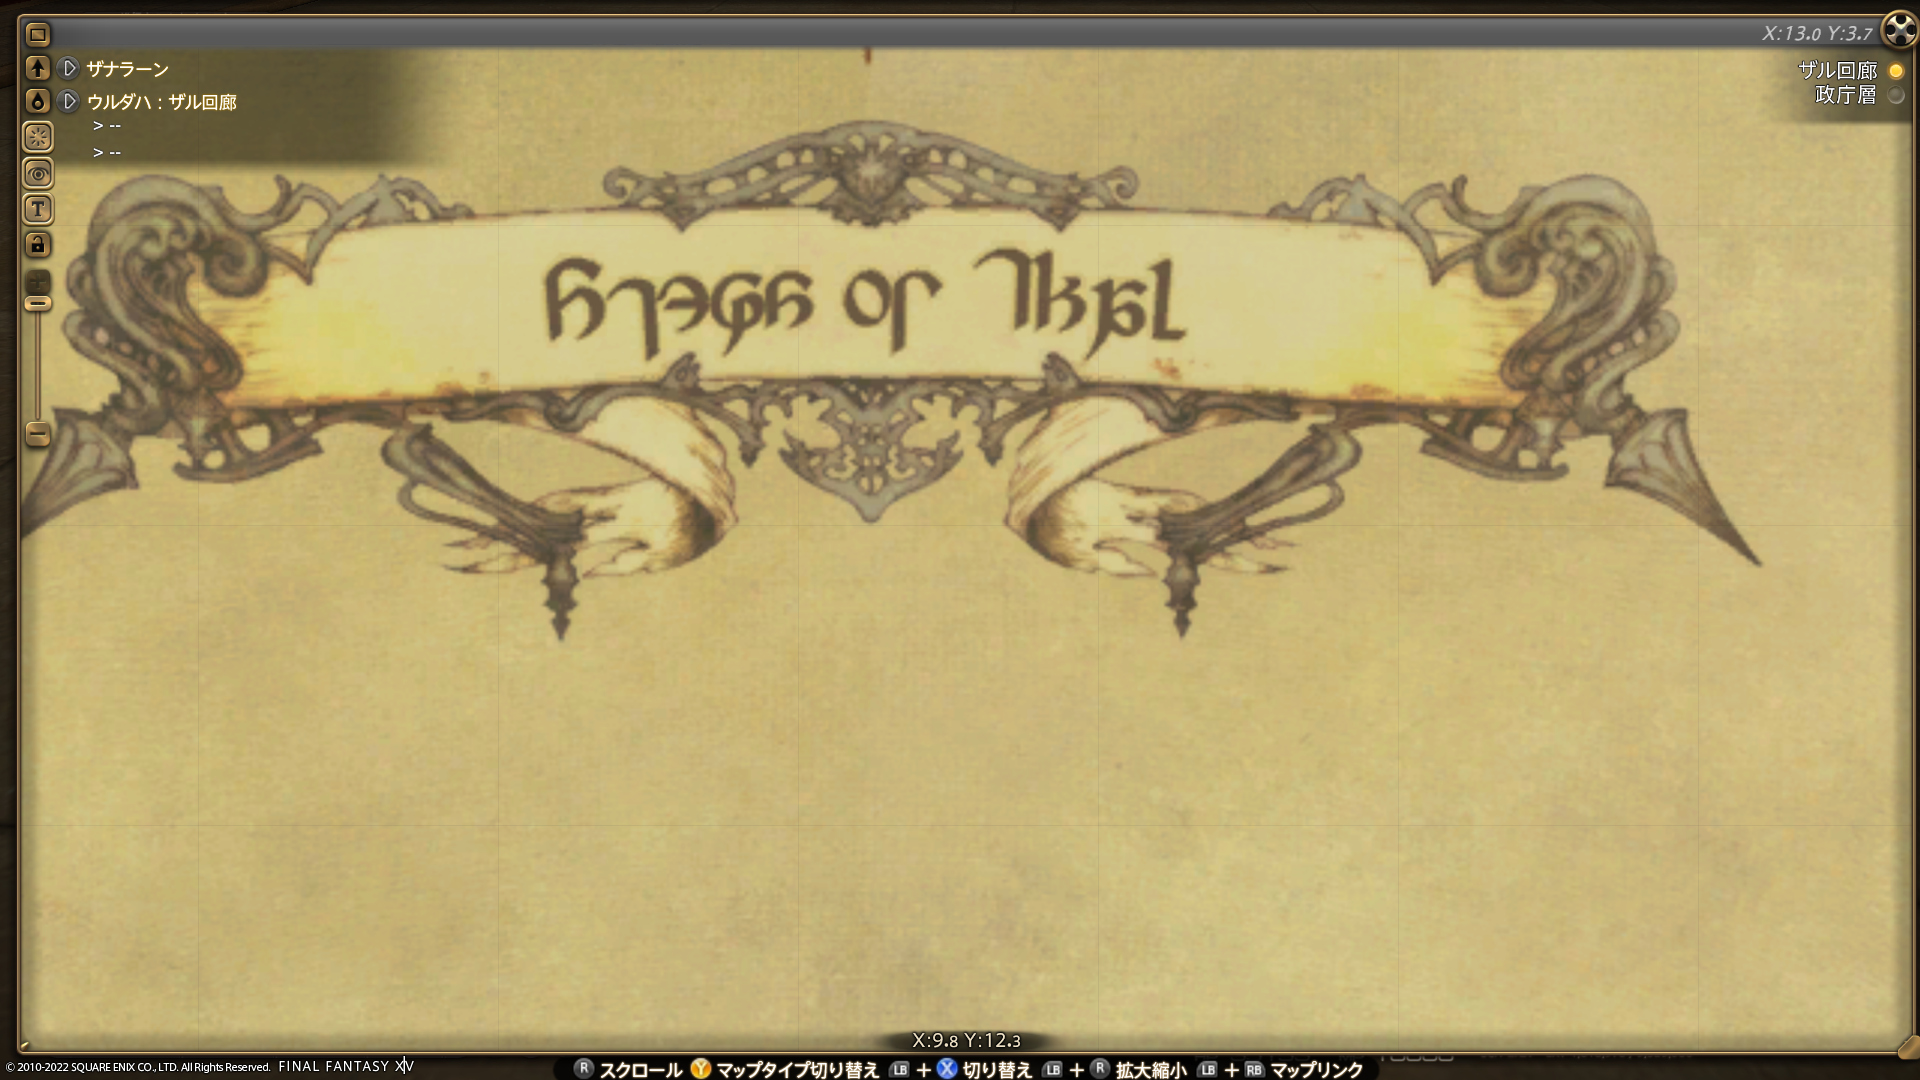 X:13.0 Y:3.7
ザナラーン
ウルダハ：ザル回廊
> --
> --
ザル回廊
政庁層
T
X:9.8 Y:12.3
© 2010-2022 SQUARE ENIX CO., LTD. All Rights Reserved. FINAL FANTASY XIV
R スクロール Y マップタイプ切り替え LB + X 切り替え LB + R 拡大縮小 LB + RB マップリンク